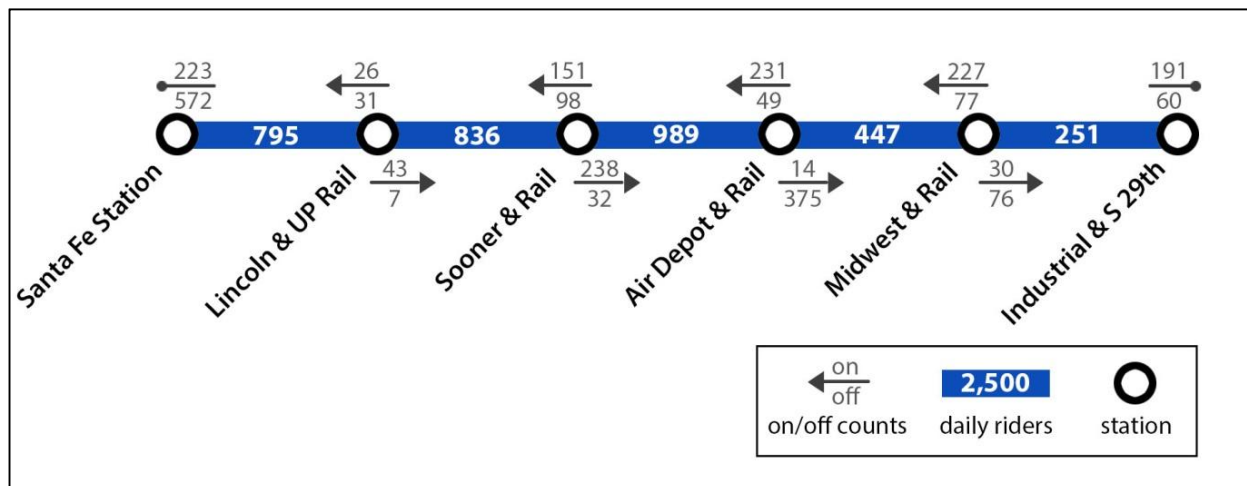 223 26 151 231 227 191
572 31 98 49 77 60
795 836 989 447 251
43 238 14 30
7 32 375 76
Santa Fe Station
Lincoln & UP Rail
Sooner & Rail
Air Depot & Rail
Midwest & Rail
Industrial & S 29th
on
off
2,500
on/off counts daily riders station